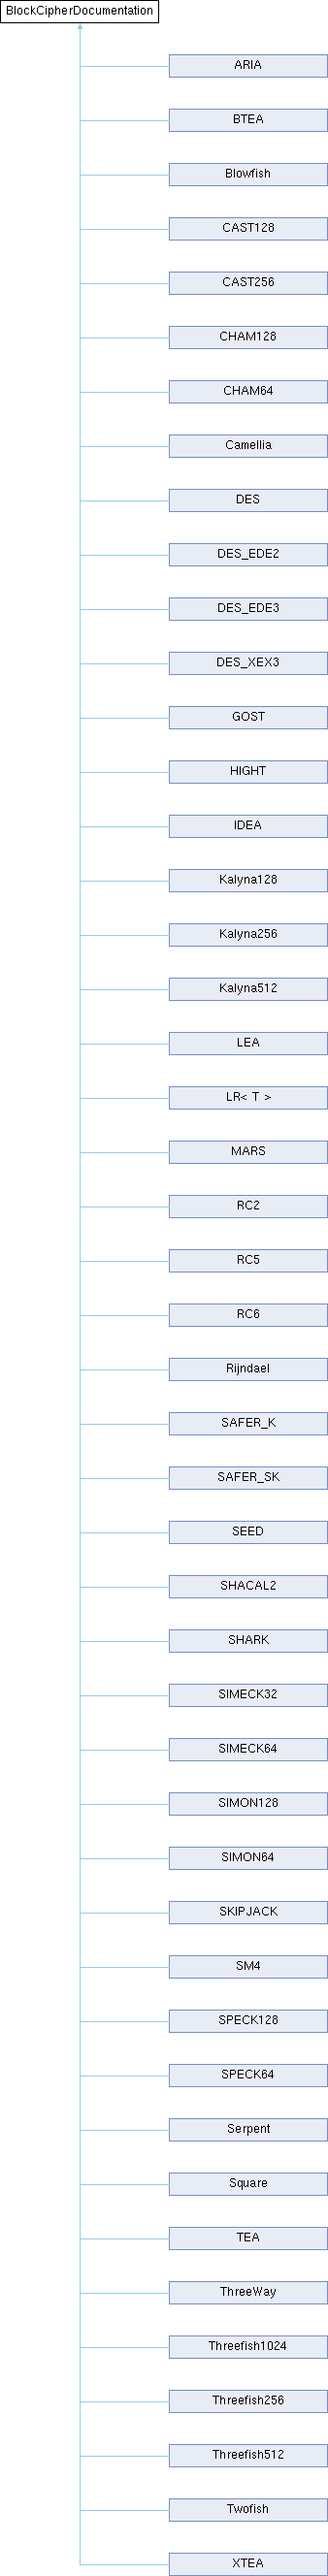 BlockCipherDocumentation
ARIA
BTEA
Blowfish
CAST128
CAST256
CHAM128
CHAM64
Camellia
DES
DES_EDE2
DES_EDE3
DES_XEX3
GOST
HIGHT
IDEA
Kalyna128
Kalyna256
Kalyna512
LEA
LR< T >
MARS
RC2
RC5
RC6
Rijndael
SAFER_K
SAFER_SK
SEED
SHACAL2
SHARK
SIMECK32
SIMECK64
SIMON128
SIMON64
SKIPJACK
SM4
SPECK128
SPECK64
Serpent
Square
TEA
ThreeWay
Threefish1024
Threefish256
Threefish512
Twofish
XTEA